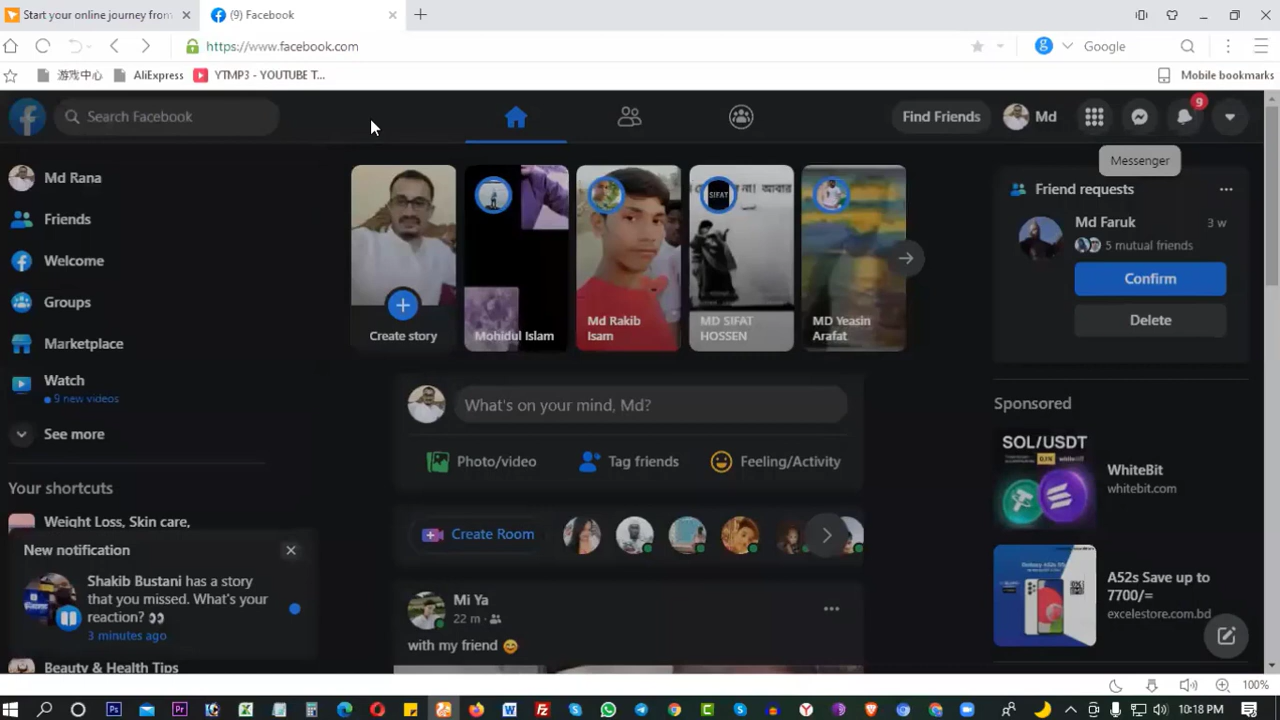 Start your online journey from
(9) Facebook
https://www.facebook.com
Google
游戏中心
AliExpress
YTMP3 - YOUTUBE T...
Mobile bookmarks
Search Facebook
Find Friends
Md
9
Messenger
Md Rana
Friends
Welcome
Groups
Marketplace
Watch
9 new videos
See more
Your shortcuts
Weight Loss, Skin care,
New notification
Shakib Bustani has a story
that you missed. What's your
reaction? 👀
3 minutes ago
Beauty & Health Tips
Create story
Mohidul Islam
Md Rakib
Isam
SIFAT
না! আবার
MD SIFAT
HOSSEN
MD Yeasin
Arafat
What's on your mind, Md?
Photo/video
Tag friends
Feeling/Activity
Create Room
Mi Ya
22 m ·
with my friend 😊
Friend requests
Md Faruk
3 w
5 mutual friends
Confirm
Delete
Sponsored
SOL/USDT
0,1%
whitebit
WhiteBit
whitebit.com
A52s Save up to
7700/=
excelestore.com.bd
100%
10:18 PM